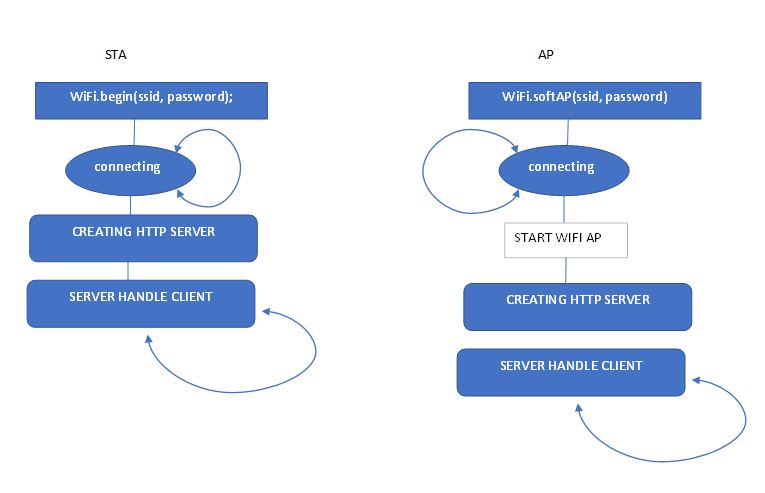 STA
WiFi.begin(ssid, password);
connecting
CREATING HTTP SERVER
SERVER HANDLE CLIENT
AP
WiFi.softAP(ssid, password)
connecting
START WIFI AP
CREATING HTTP SERVER
SERVER HANDLE CLIENT